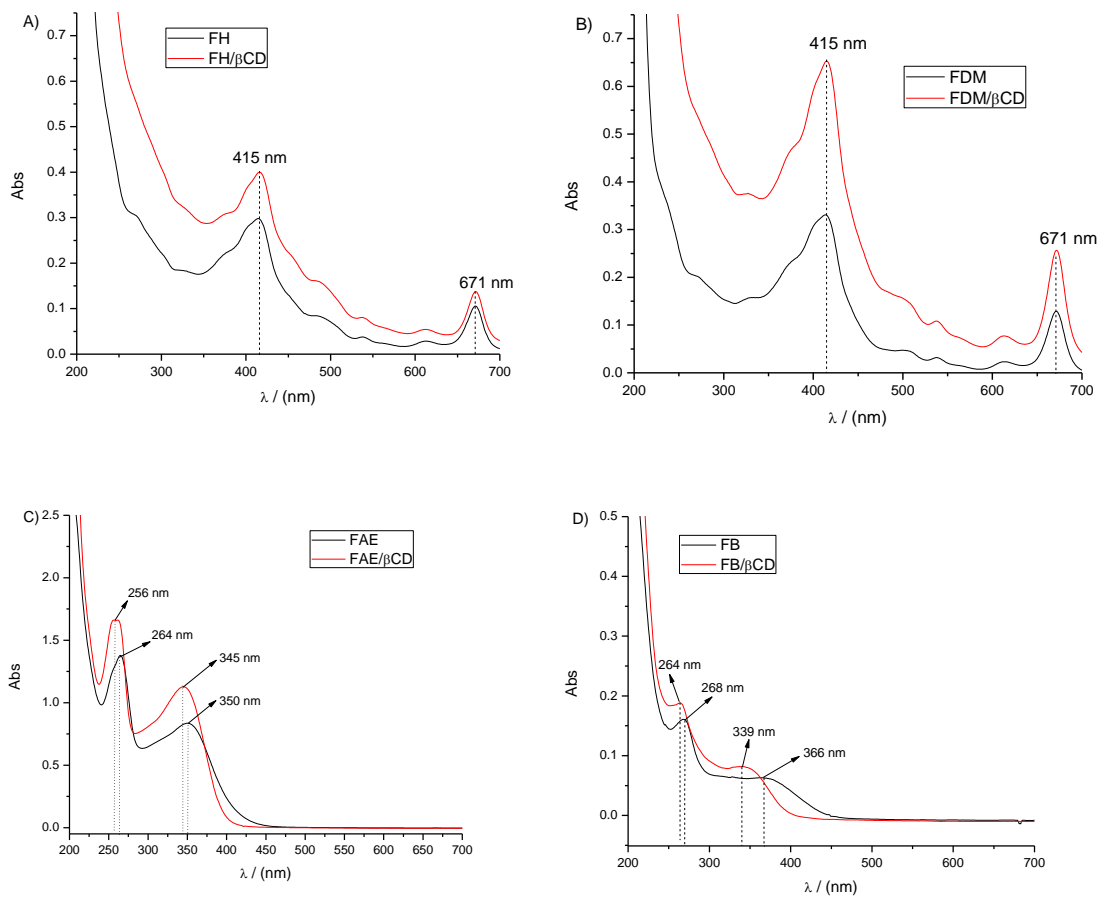 A)
FH
FH/βCD
415 nm
671 nm
Abs
0.7
0.6
0.5
0.4
0.3
0.2
0.1
0.0
200 300 400 500 600 700
λ / (nm)
B)
FDM
FDM/βCD
415 nm
671 nm
Abs
0.7
0.6
0.5
0.4
0.3
0.2
0.1
0.0
200 300 400 500 600 700
λ / (nm)
C)
FAE
FAE/βCD
256 nm
264 nm
345 nm
350 nm
Abs
2.5
2.0
1.5
1.0
0.5
0.0
200 250 300 350 400 450 500 550 600 650 700
λ / (nm)
D)
FB
FB/βCD
264 nm
268 nm
339 nm
366 nm
Abs
0.5
0.4
0.3
0.2
0.1
0.0
200 300 400 500 600 700
λ / (nm)